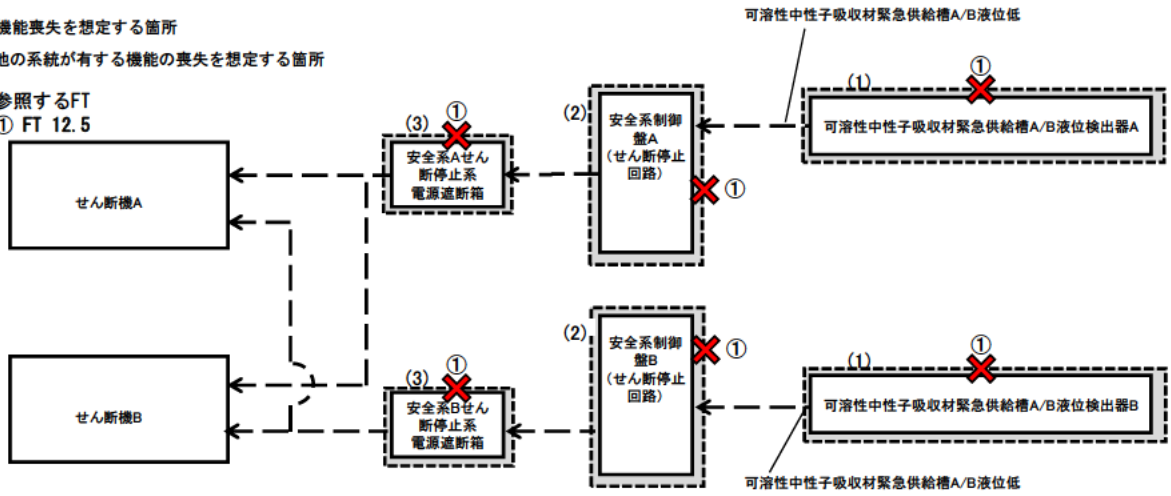 機能喪失を想定する箇所
他の系統が有する機能の喪失を想定する箇所
参照するFT
① FT 12.5
可溶性中性子吸収材緊急供給槽A/B液位低
(1)
①
可溶性中性子吸収材緊急供給槽A/B液位検出器A
(2)
安全系制御
盤A
(せん断停止
回路)
①
(3)
①
安全系Aせん
断停止系
電源遮断箱
せん断機A
(2)
安全系制御
盤B
(せん断停止
回路)
①
(1)
①
可溶性中性子吸収材緊急供給槽A/B液位検出器B
(3)
①
安全系Bせん
断停止系
電源遮断箱
せん断機B
可溶性中性子吸収材緊急供給槽A/B液位低